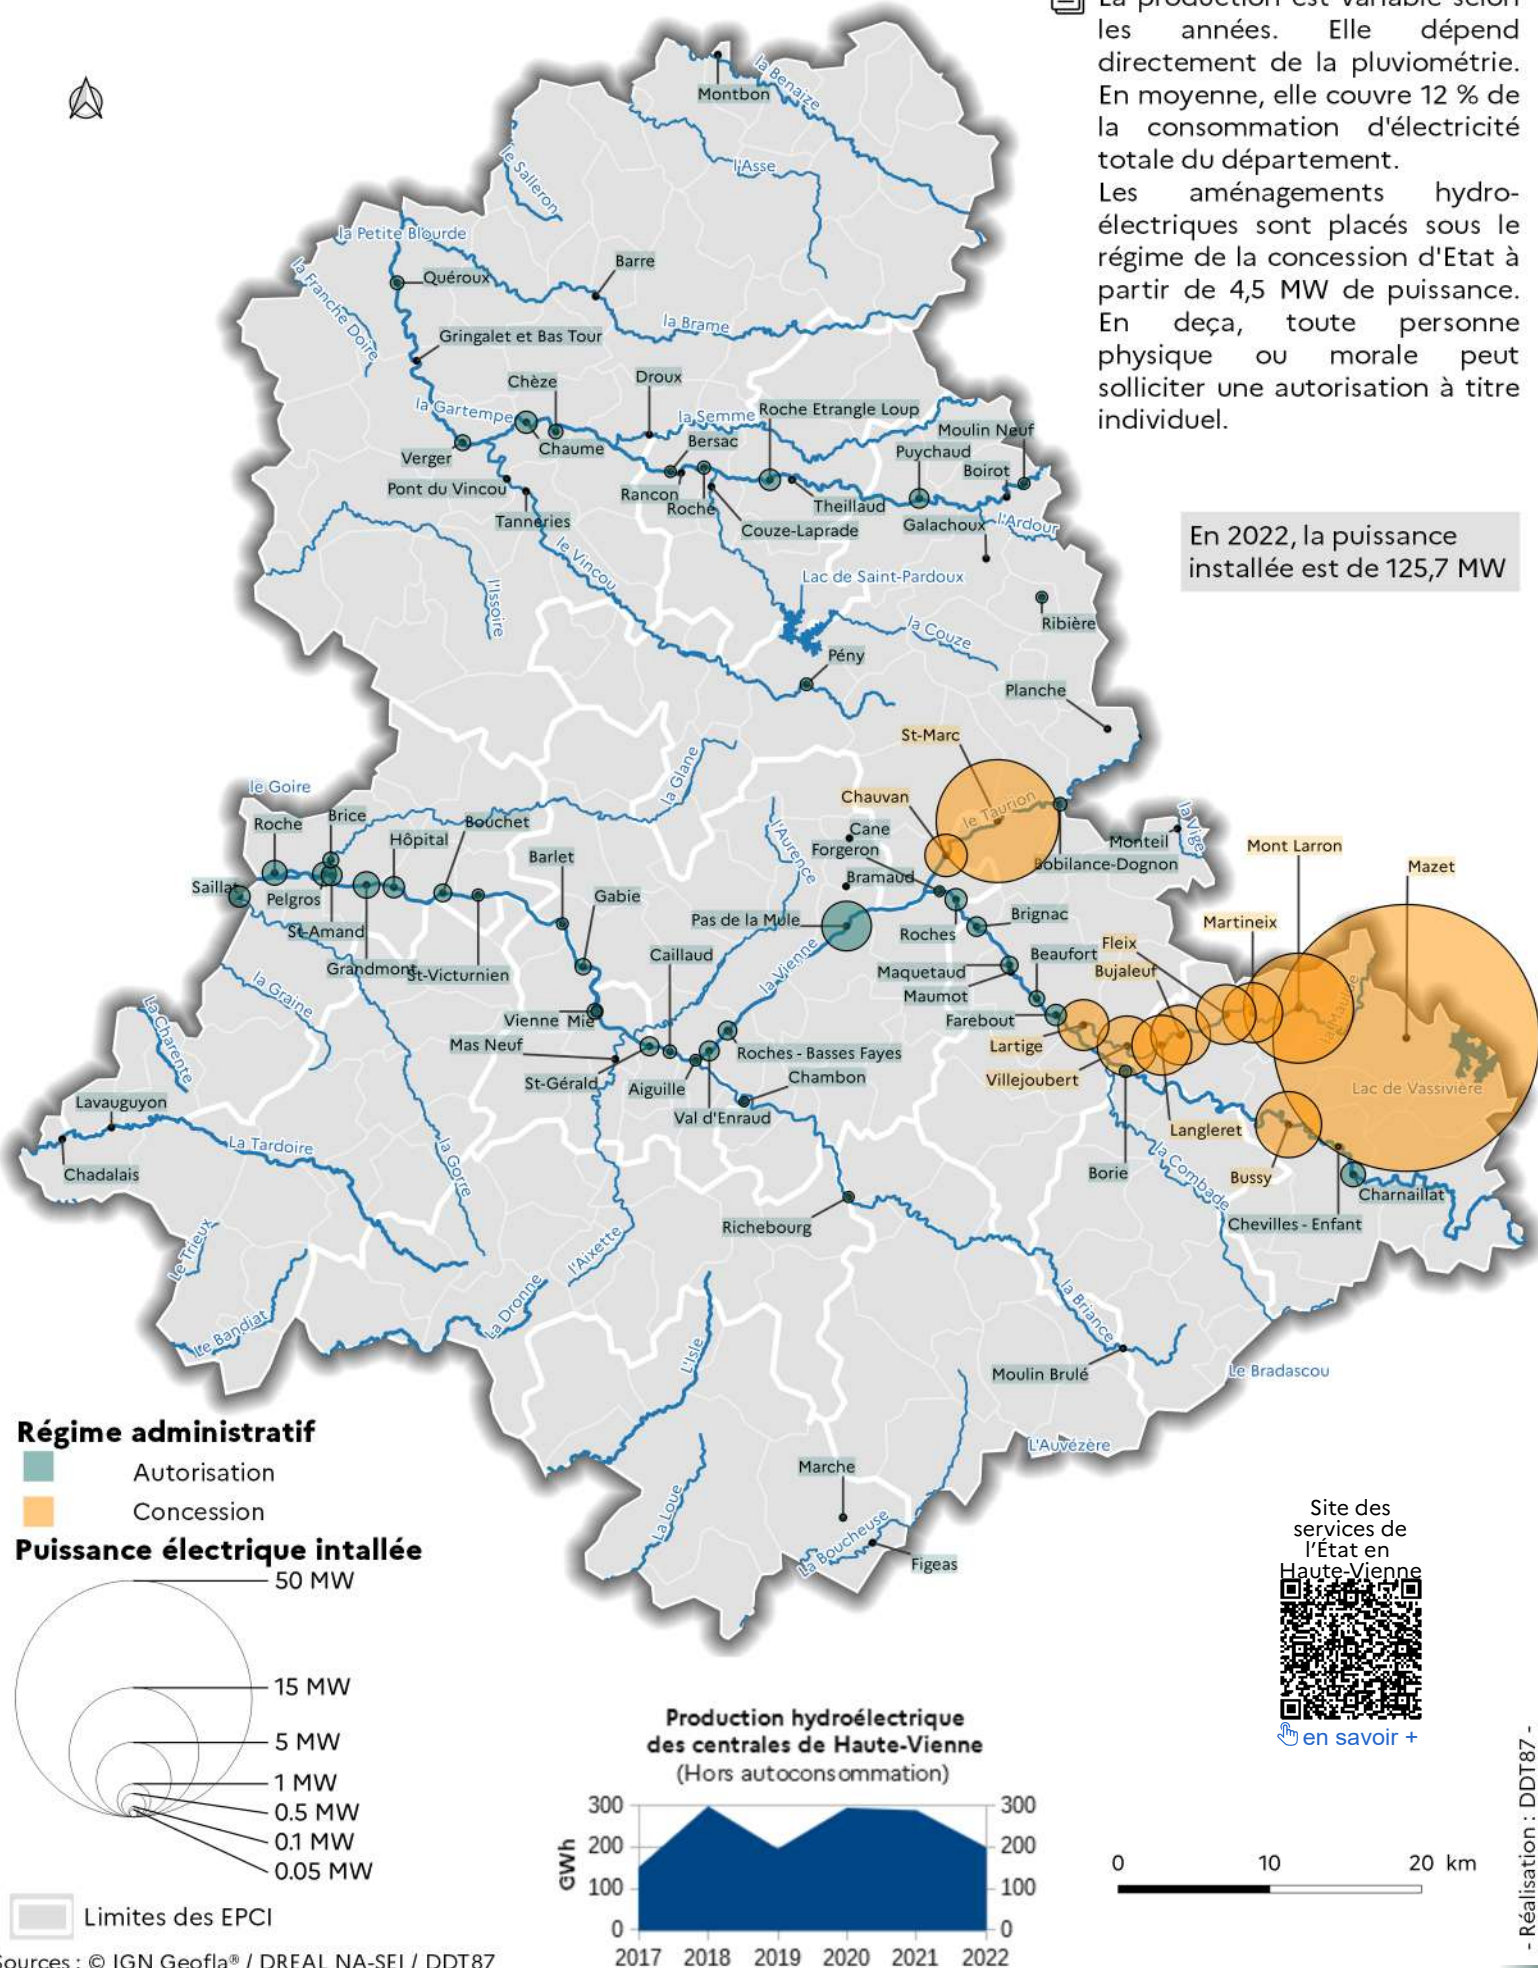 La production est variable selon
les années. Elle dépend
directement de la pluviométrie.
En moyenne, elle couvre 12 % de
la consommation d'électricité
totale du département.
Les aménagements hydro-
électriques sont placés sous le
régime de la concession d'Etat à
partir de 4,5 MW de puissance.
En deça, toute personne
physique ou morale peut
solliciter une autorisation à titre
individuel.
En 2022, la puissance
installée est de 125,7 MW
Montbon
la Benaize
l'Asse
le Salleron
la Petite Blourde
la Franche Doire
Quéroux
Barre
la Brame
Gringalet et Bas Tour
Chèze
Droux
la Gartempe
la Semme
Roche Etrangle Loup
Moulin Neuf
Chaume
Bersac
Puychaud
Verger
Boirot
Pont du Vincou
Rancon
Roche
Theillaud
Tanneries
Couze-Laprade
Galachoux
l'Ardour
le Vincou
l'Issoire
Lac de Saint-Pardoux
Ribière
la Couze
Pény
Planche
St-Marc
la Glane
le Goire
Chauvan
le Taurion
la Vige
Roche
Brice
Bouchet
Hôpital
Cane
Forgeron
l'Aurence
Monteil
Bobilance-Dognon
Mont Larron
Mazet
Barlet
Bramaud
Saillat
Pelgros
Gabie
St-Amand
Pas de la Mule
Roches
Brignac
Martineix
Fleix
Beaufort
Bujaleuf
Grandmont
St-Victurnien
Caillaud
la Vienne
Maquetaud
Maumot
la Graine
La Charente
Vienne Mie
Farebout
la Maulde
Mas Neuf
Roches - Basses Fayes
Lartige
St-Gérald
Aiguille
Chambon
Villejoubert
Lac de Vassivière
Lavauguyon
Val d'Enraud
Langleret
La Tardoire
la Gorre
la Combade
Chadalais
Borie
Bussy
Charnaillat
Richebourg
Chevilles - Enfant
Le Trieux
l'Aixette
La Dronne
Le Bandiat
la Briance
L'Isle
Moulin Brulé
Le Bradascou
L'Auvézère
Marche
La Loue
La Boucheuse
Figeas
Régime administratif
Autorisation
Concession
Puissance électrique intallée
50 MW
15 MW
5 MW
1 MW
0.5 MW
0.1 MW
0.05 MW
Limites des EPCI
Sources : © IGN Geofla® / DREAL NA-SEI / DDT87
Production hydroélectrique
des centrales de Haute-Vienne
(Hors autoconsommation)
GWh
300
200
100
0
300
200
100
0
2017 2018 2019 2020 2021 2022
Site des
services de
l'État en
Haute-Vienne
en savoir +
0 10 20 km
- Réalisation : DDT87 -